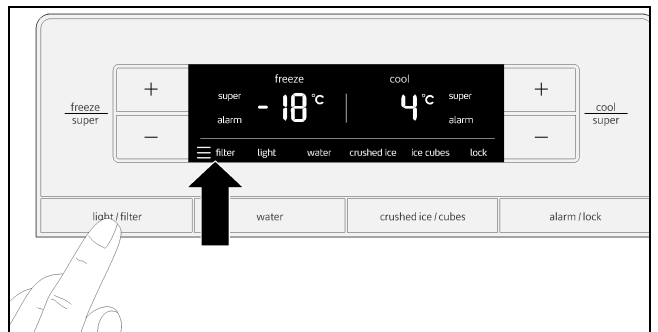 freeze
super
+
−
freeze cool
super -18 °C 4 °C super
alarm alarm
filter light water crushed ice ice cubes lock
+
−
cool
super
light / filter water crushed ice / cubes alarm / lock